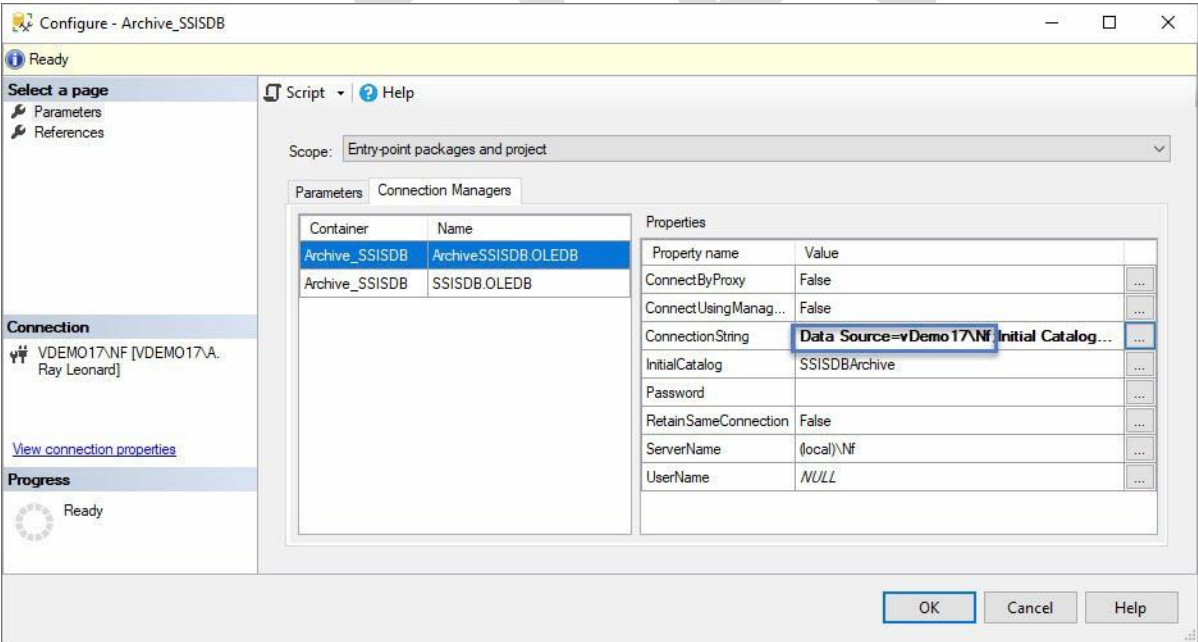 Configure - Archive_SSISDB
Ready
Select a page
Parameters
References
Script
Help
Scope: Entry-point packages and project
Parameters Connection Managers
Container Name
Archive_SSISDB ArchiveSSISDB.OLEDB
Archive_SSISDB SSISDB.OLEDB
Properties
Property name Value
ConnectByProxy False ...
ConnectUsingManag... False ...
ConnectionString Data Source=vDemo17\Nf;Initial Catalog... ...
InitialCatalog SSISDBArchive ...
Password ...
RetainSameConnection False ...
ServerName (local)\Nf ...
UserName NULL ...
Connection
VDEMO17\NF [VDEMO17\A.
Ray Leonard]
View connection properties
Progress
Ready
OK Cancel Help